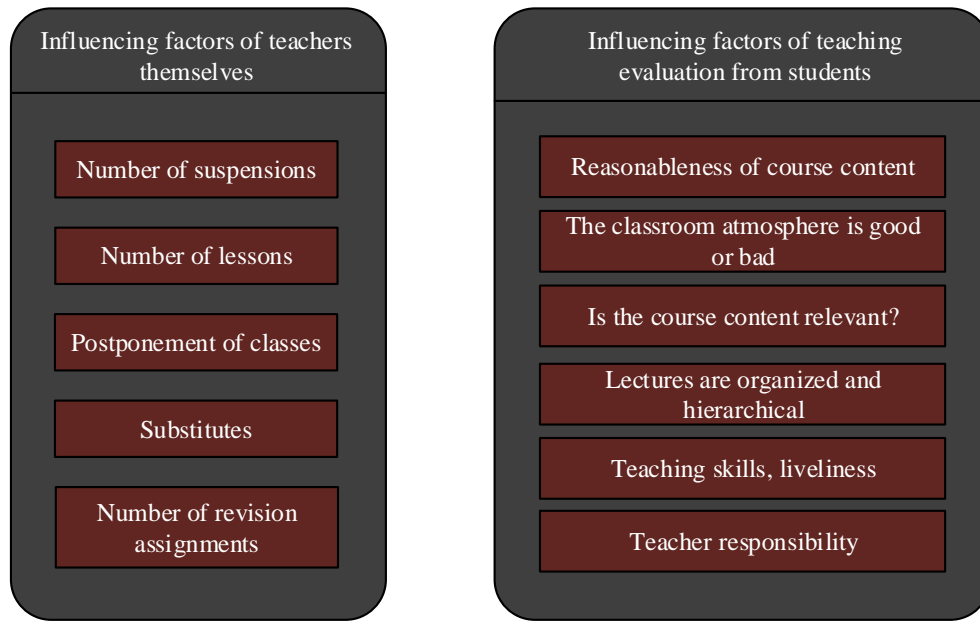 Influencing factors of teachers
themselves
Number of suspensions
Number of lessons
Postponement of classes
Substitutes
Number of revision
assignments
Influencing factors of teaching
evaluation from students
Reasonableness of course content
The classroom atmosphere is good
or bad
Is the course content relevant?
Lectures are organized and
hierarchical
Teaching skills, liveliness
Teacher responsibility